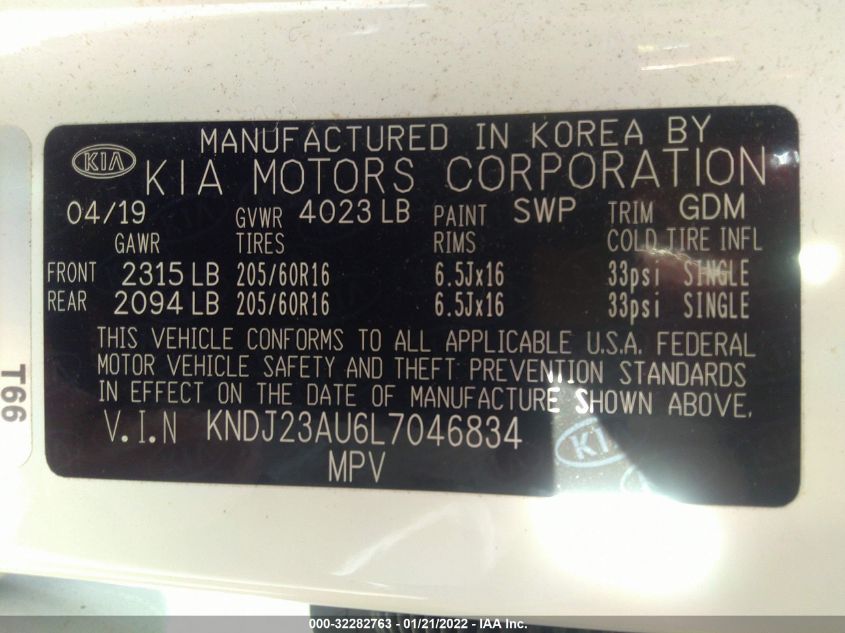 MANUFACTURED IN KOREA BY
KIA KIA MOTORS CORPORATION
04/19 GVWR 4023 LB PAINT SWP TRIM GDM
GAWR TIRES RIMS COLD TIRE INFL
FRONT 2315 LB 205/60R16 6.5Jx16 33psi SINGLE
REAR 2094 LB 205/60R16 6.5Jx16 33psi SINGLE
THIS VEHICLE CONFORMS TO ALL APPLICABLE U.S.A. FEDERAL
MOTOR VEHICLE SAFETY AND THEFT PREVENTION STANDARDS
IN EFFECT ON THE DATE OF MANUFACTURE SHOWN ABOVE.
V.I.N KNDJ23AU6L7046834
KIA
MPV
T66
000-32282763 - 01/21/2022 - IAA Inc.